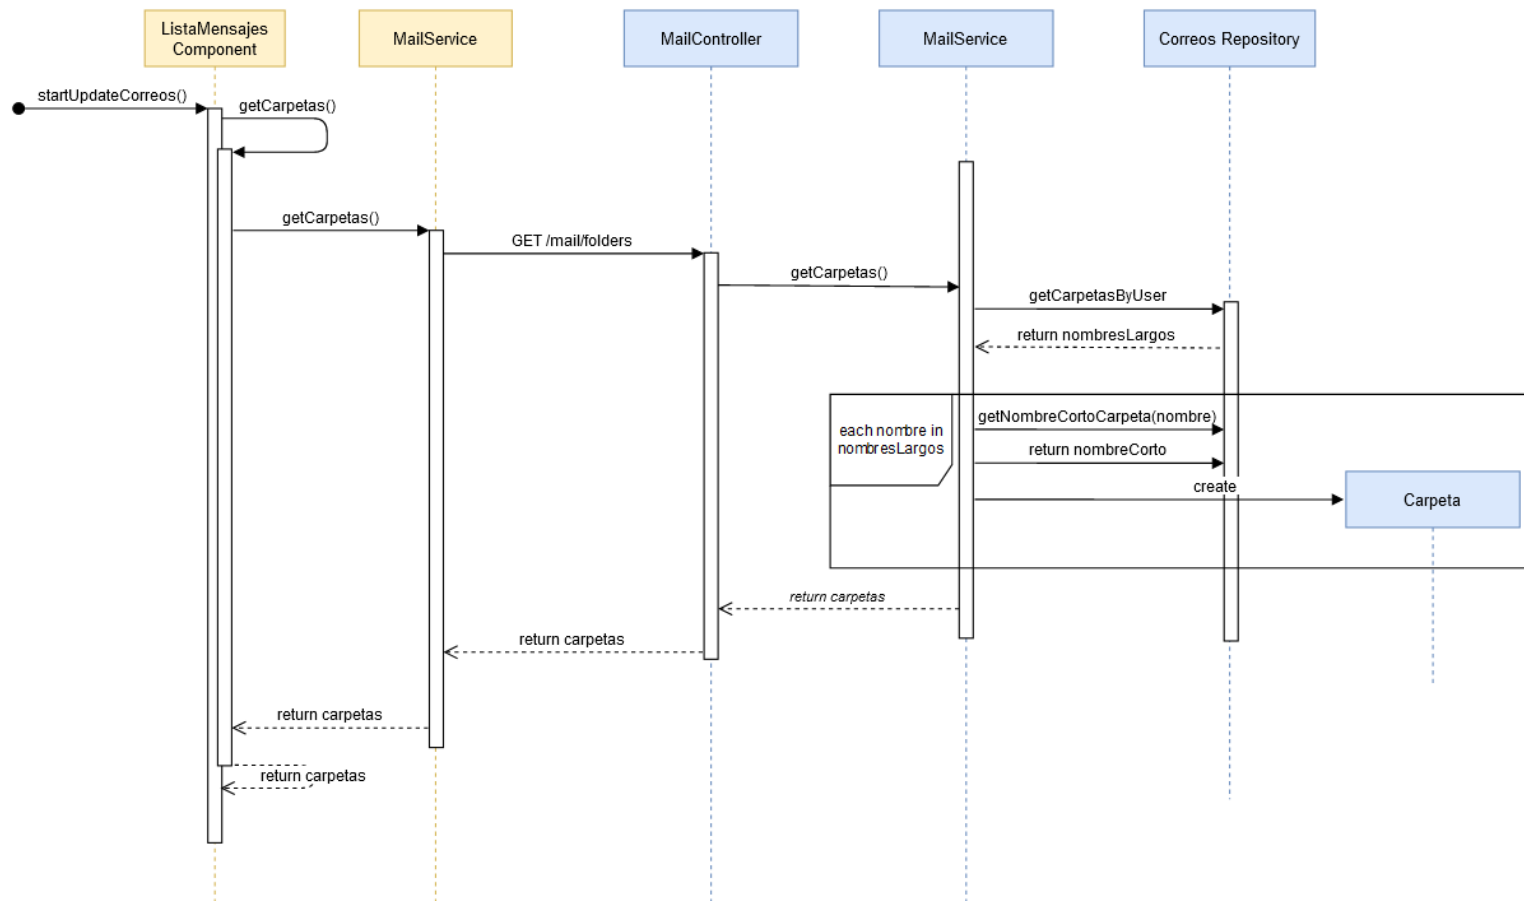 ListaMensajes
Component
MailService
MailController
MailService
Correos Repository
startUpdateCorreos()
getCarpetas()
getCarpetas()
GET /mail/folders
getCarpetas()
getCarpetasByUser
return nombresLargos
each nombre in
nombresLargos
getNombreCortoCarpeta(nombre)
return nombreCorto
create
Carpeta
return carpetas
return carpetas
return carpetas
return carpetas